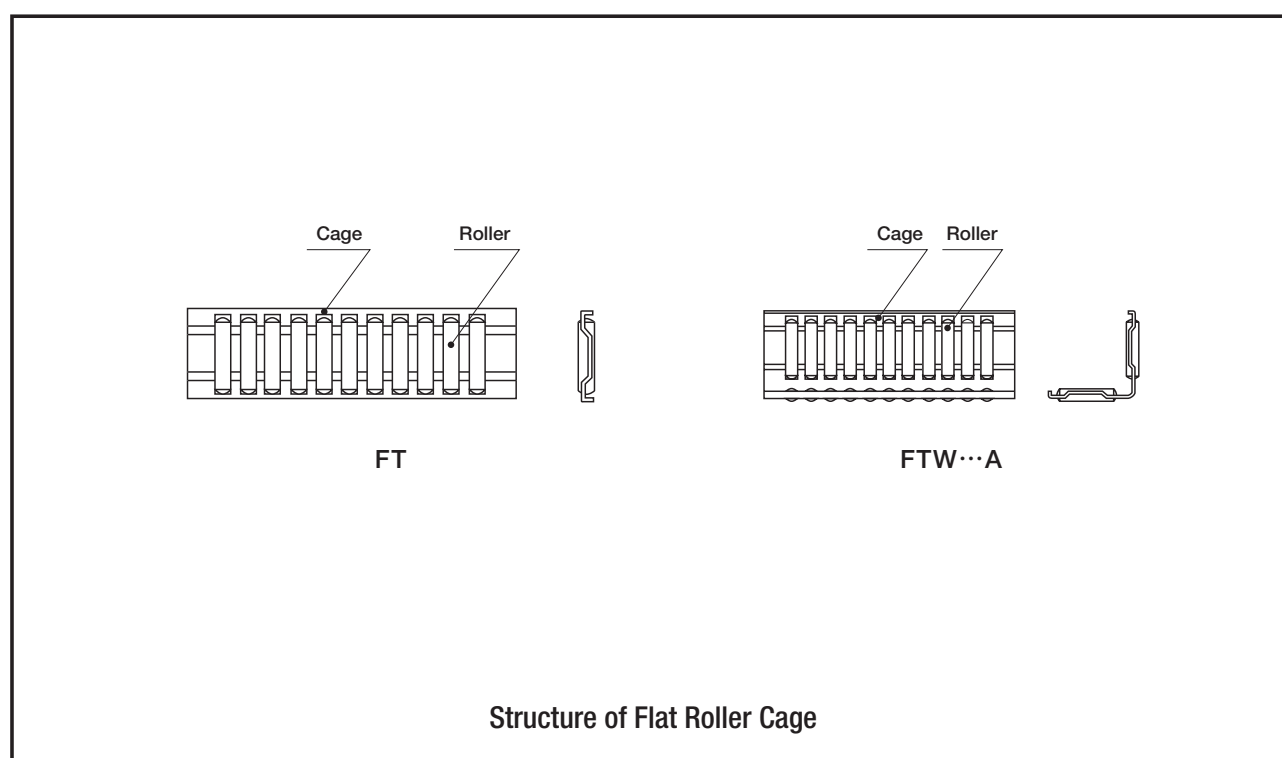 Cage
Roller
Cage
Roller
FT
FTW···A
Structure of Flat Roller Cage